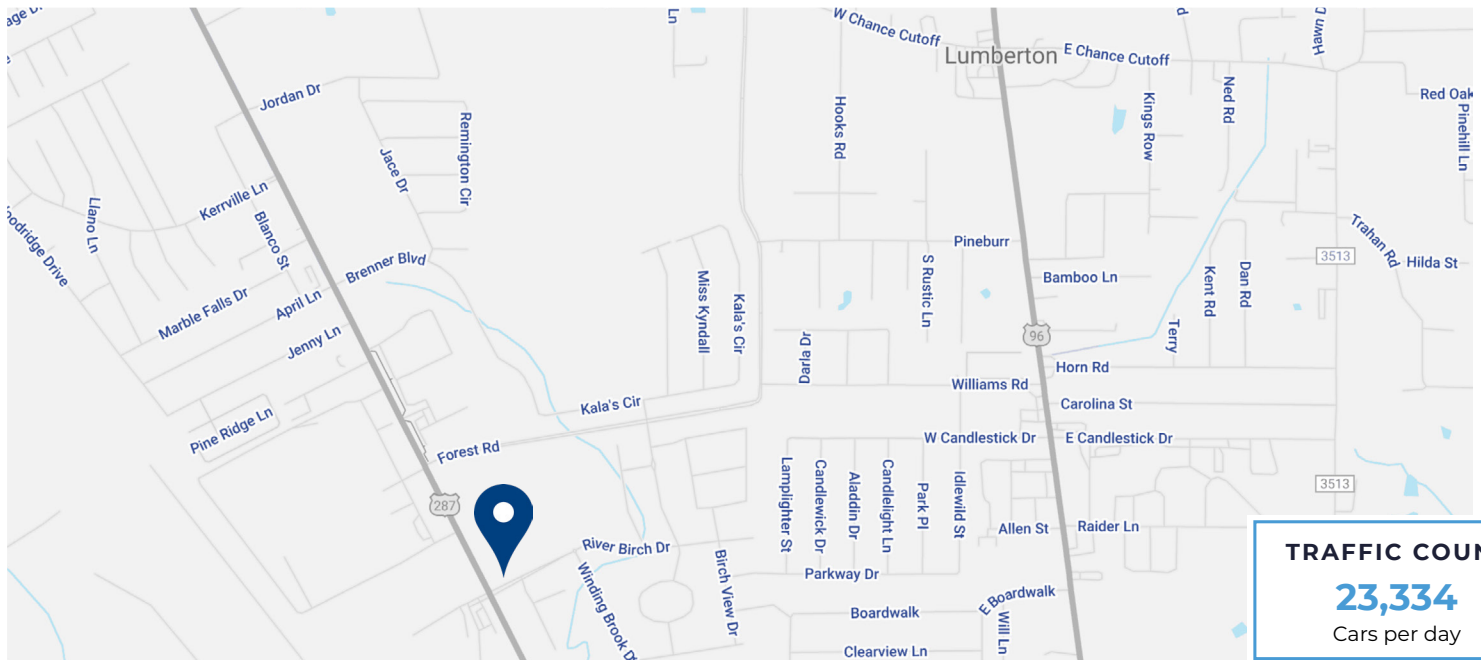 W Chance Cutoff
Lumberton
E Chance Cutoff
Ln
Jordan Dr
Remington Cir
Jace Dr
Hooks Rd
Kings Row
Ned Rd
Red Oak
Pinehill Ln
Kerrville Ln
Llano Ln
Blanco St
Brenner Blvd
Marble Falls Dr
April Ln
Jenny Ln
Pineburr
Bamboo Ln
S Rustic Ln
Miss Kyndall
Kala's Cir
Kent Rd
Dan Rd
3513
Trahan Rd
Hilda St
Darla Dr
96
Terry
Horn Rd
Williams Rd
Carolina St
Kala's Cir
Pine Ridge Ln
Forest Rd
W Candlestick Dr
E Candlestick Dr
Lamplighter St
Candlewick Dr
Aladdin Dr
Candlelight Ln
Park Pl
Idlewild St
3513
287
Allen St
Raider Ln
River Birch Dr
Winding Brook D
Birch View Dr
Parkway Dr
Boardwalk
E Boardwalk
Will Ln
Clearview Ln
TRAFFIC COUN
23,334
Cars per day